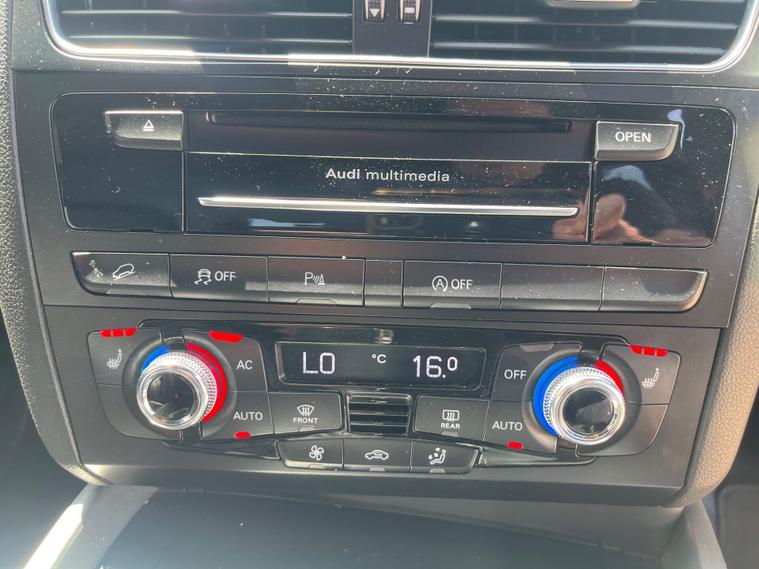 OPEN
Audi multimedia
OFF
P
A OFF
LO °C 16.0
AC
OFF
AUTO
FRONT
REAR
AUTO